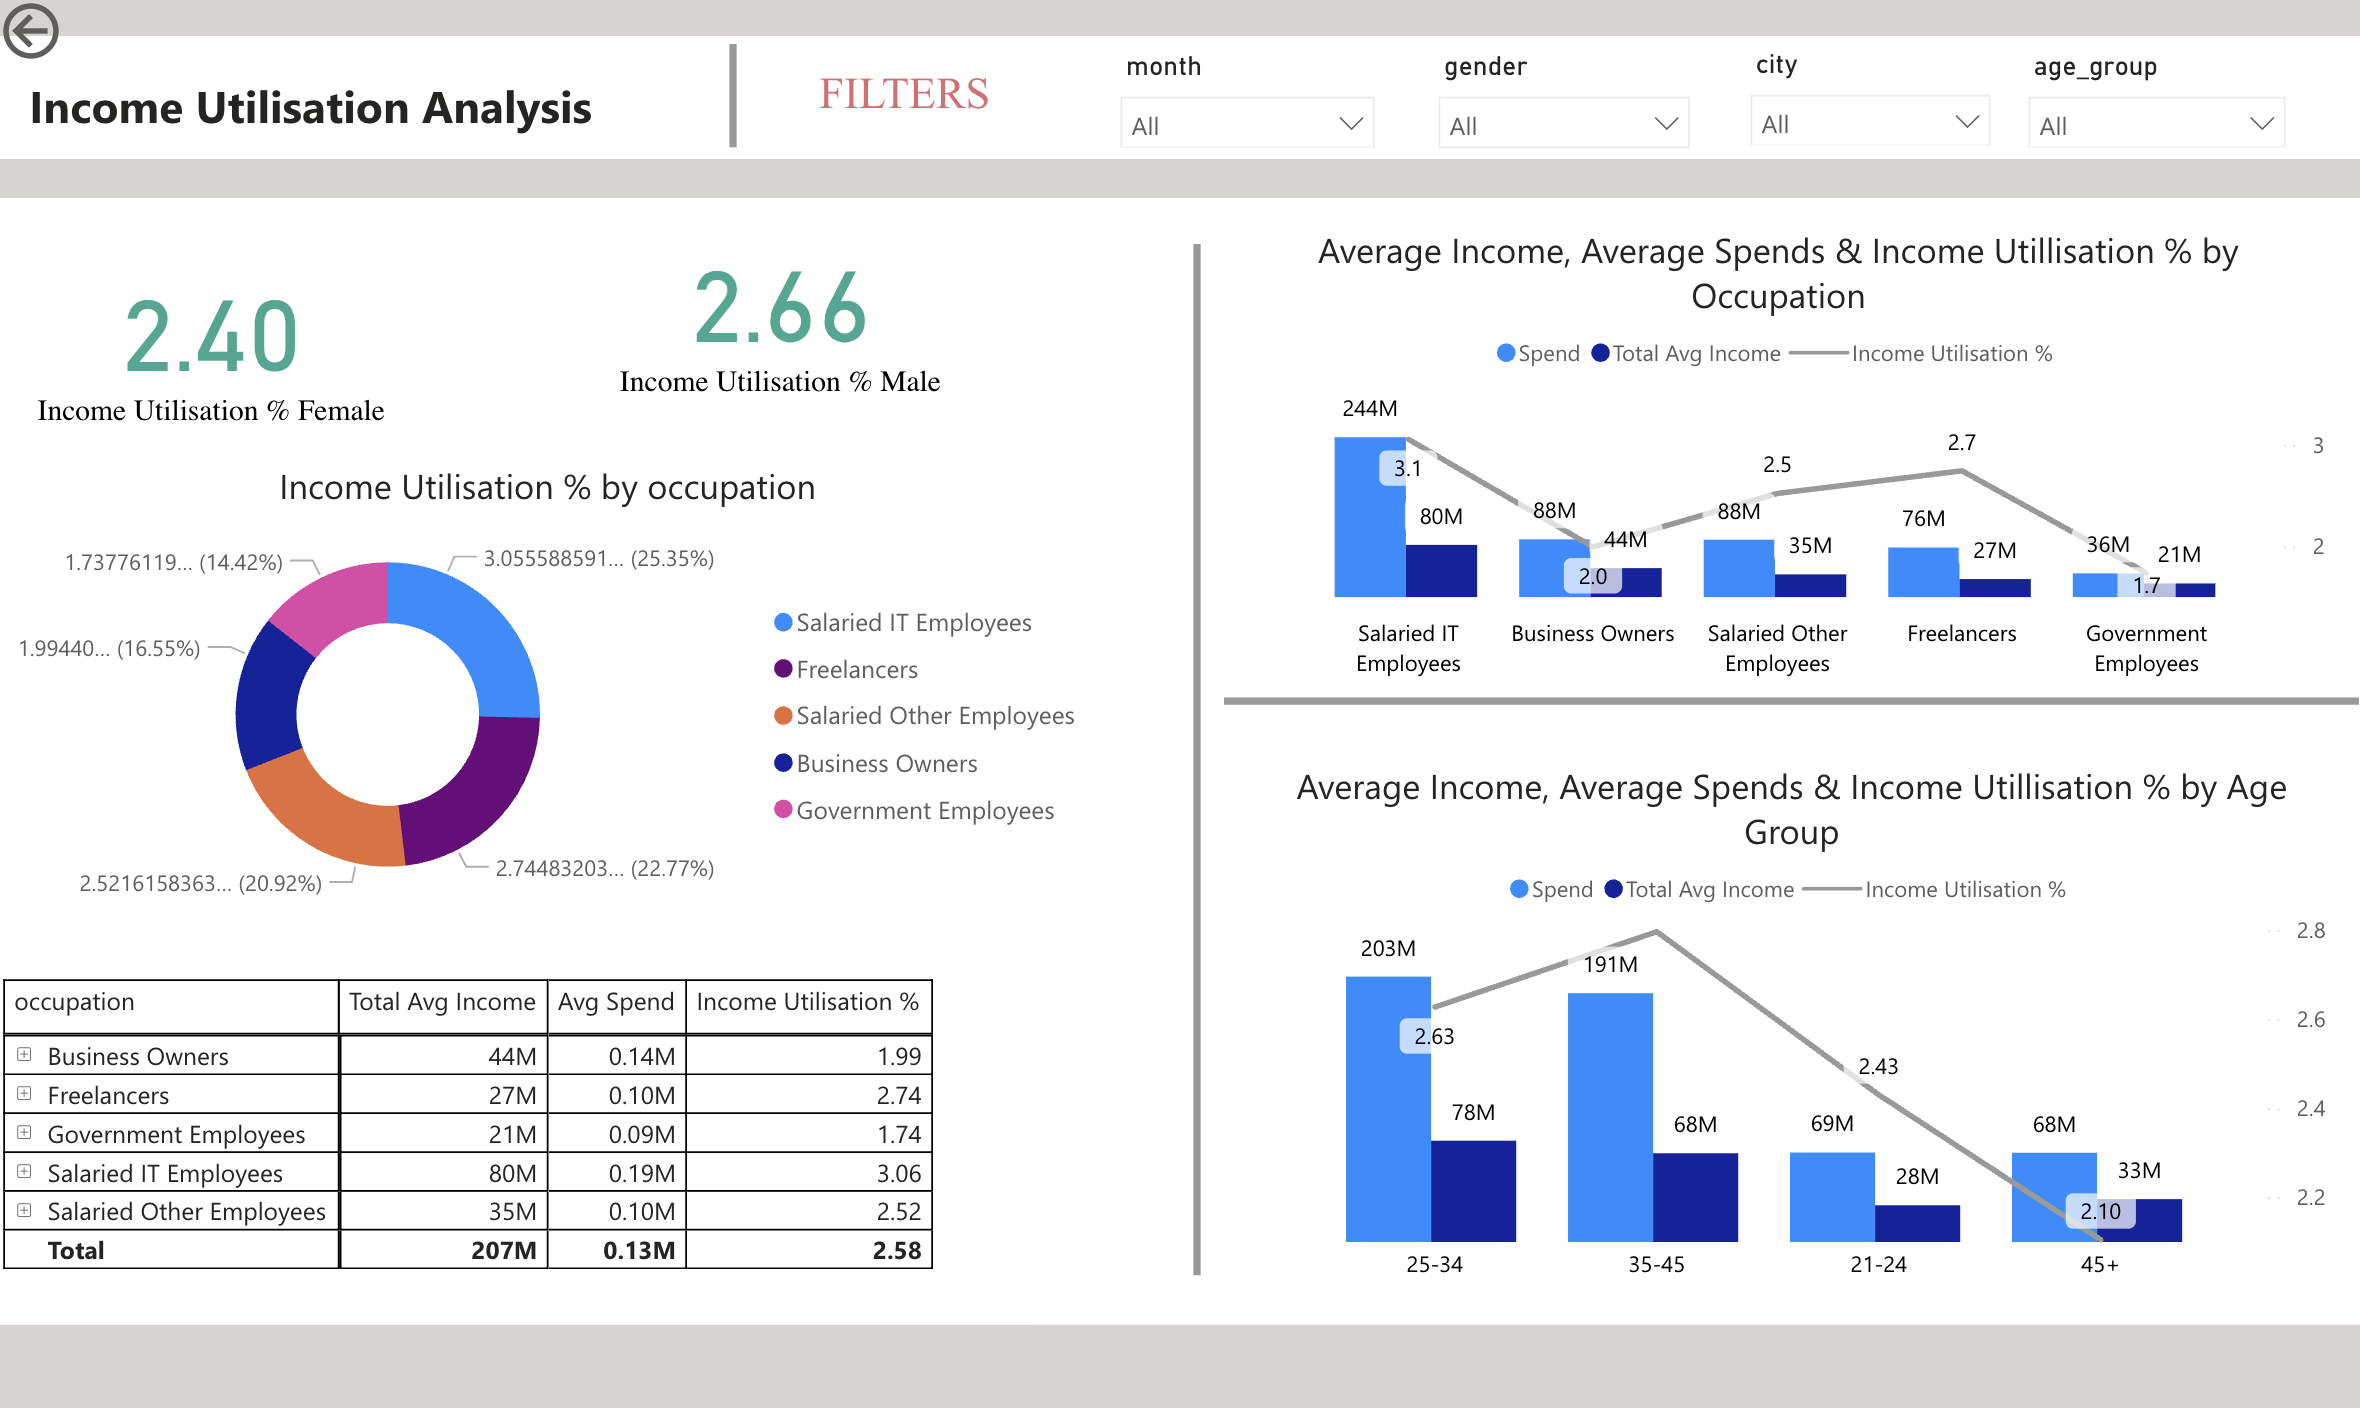 Income Utilisation Analysis
FILTERS
month
All
gender
All
city
All
age_group
All
2.40
Income Utilisation % Female
2.66
Income Utilisation % Male
Income Utilisation % by occupation
1.73776119... (14.42%)
3.055588591... (25.35%)
1.99440... (16.55%)
2.5216158363... (20.92%)
2.74483203... (22.77%)
Salaried IT Employees
Freelancers
Salaried Other Employees
Business Owners
Government Employees
occupation Total Avg Income Avg Spend Income Utilisation %
Business Owners 44M 0.14M 1.99
Freelancers 27M 0.10M 2.74
Government Employees 21M 0.09M 1.74
Salaried IT Employees 80M 0.19M 3.06
Salaried Other Employees 35M 0.10M 2.52
Total 207M 0.13M 2.58
Average Income, Average Spends & Income Utillisation % by
Occupation
Spend Total Avg Income Income Utilisation %
244M
3.1
80M
88M
44M
2.0
2.5
88M
35M
2.7
76M
27M
36M
21M
1.7
3
2
Salaried IT
Employees
Business Owners
Salaried Other
Employees
Freelancers
Government
Employees
Average Income, Average Spends & Income Utillisation % by Age
Group
Spend Total Avg Income Income Utilisation %
203M
2.63
78M
191M
68M
2.43
69M
28M
68M
33M
2.10
2.8
2.6
2.4
2.2
25-34 35-45 21-24 45+